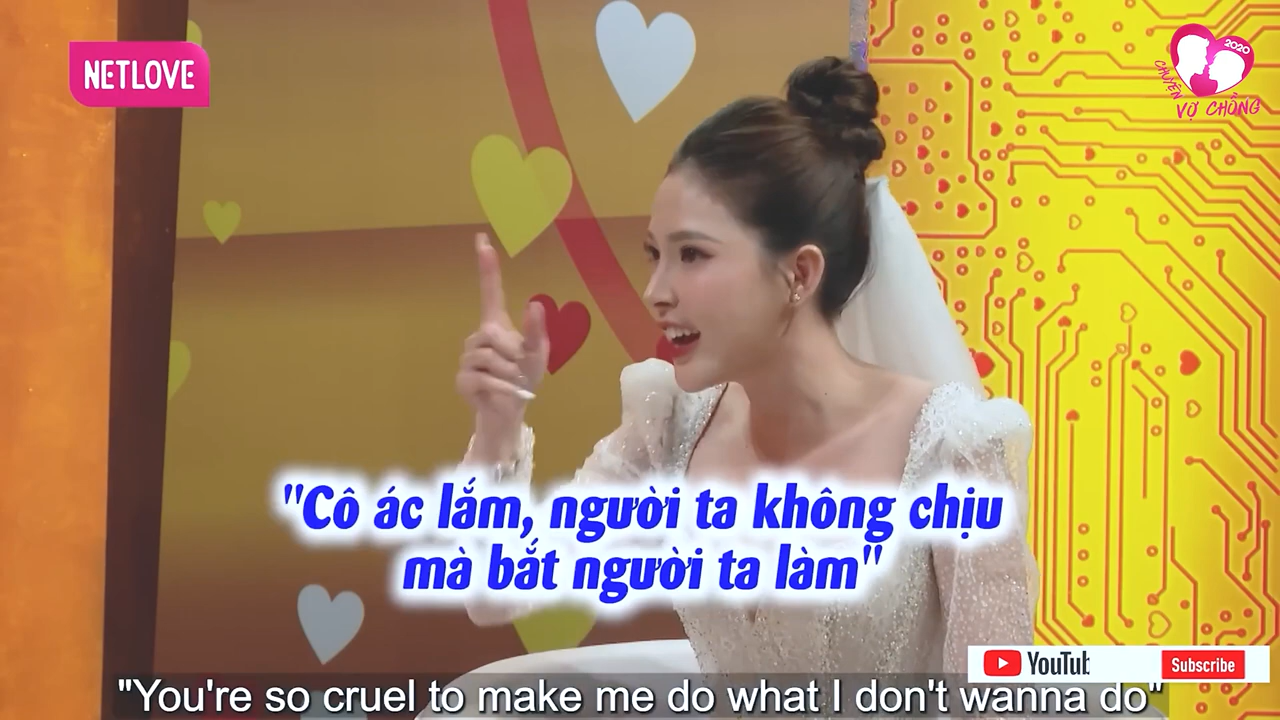 NETLOVE
2020
CHUYỆN
VỢ CHỒNG
"Cô ác lắm, người ta không chịu
mà bắt người ta làm"
YouTub
Subscribe
"You're so cruel to make me do what I don't wanna do"